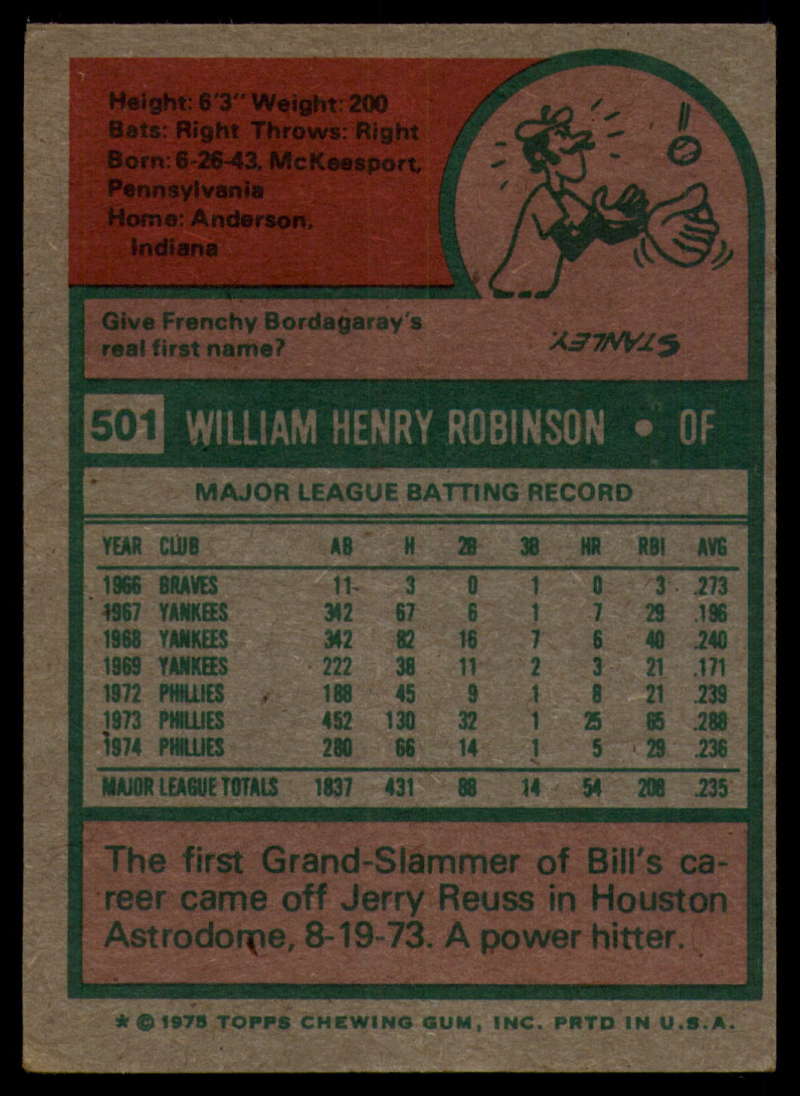 Height: 6'3" Weight: 200
Bats: Right Throws: Right
Born: 6-26-43, McKeesport,
Pennsylvania
Home: Anderson,
Indiana
Give Frenchy Bordagaray's
real first name?
STANLEY.
501 WILLIAM HENRY ROBINSON • OF
MAJOR LEAGUE BATTING RECORD
YEAR CLUB AB H 2B 3B HR RBI AVG
1966 BRAVES 11 3 0 1 0 3 .273
1967 YANKEES 342 67 6 1 7 29 .196
1968 YANKEES 342 82 16 7 6 40 .240
1969 YANKEES 222 38 11 2 3 21 .171
1972 PHILLIES 188 45 9 1 8 21 .239
1973 PHILLIES 452 130 32 1 25 65 .288
1974 PHILLIES 280 66 14 1 5 29 .236
MAJOR LEAGUE TOTALS 1837 431 88 14 54 208 .235
The first Grand-Slammer of Bill's ca-
reer came off Jerry Reuss in Houston
Astrodome, 8-19-73. A power hitter.
* © 1975 TOPPS CHEWING GUM, INC. PRTD IN U.S.A.